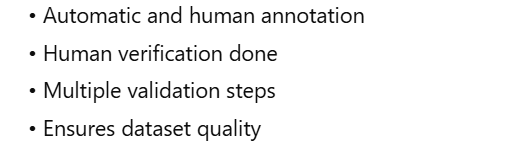 • Automatic and human annotation
• Human verification done
• Multiple validation steps
• Ensures dataset quality